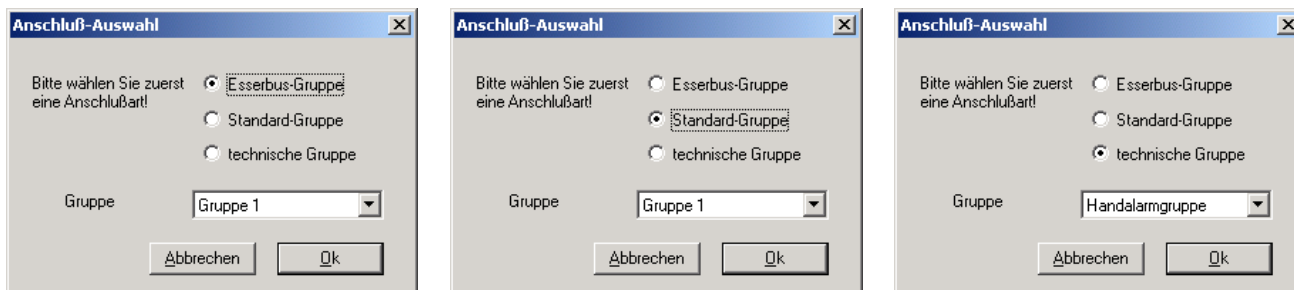 Anschluß-Auswahl
Bitte wählen Sie zuerst
eine Anschlußart!
Esserbus-Gruppe
Standard-Gruppe
technische Gruppe
Gruppe
Gruppe 1
Abbrechen
Ok
Anschluß-Auswahl
Bitte wählen Sie zuerst
eine Anschlußart!
Esserbus-Gruppe
Standard-Gruppe
technische Gruppe
Gruppe
Gruppe 1
Abbrechen
Ok
Anschluß-Auswahl
Bitte wählen Sie zuerst
eine Anschlußart!
Esserbus-Gruppe
Standard-Gruppe
technische Gruppe
Gruppe
Handalarmgruppe
Abbrechen
Ok